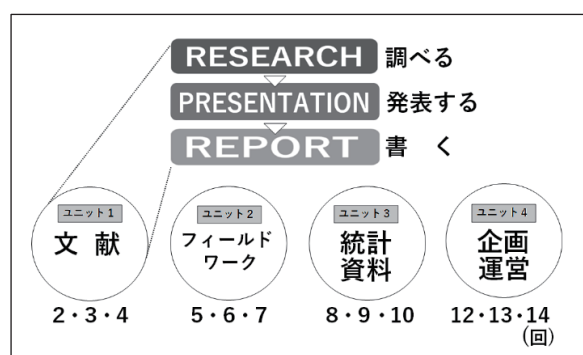 RESEARCH 調べる
PRESENTATION 発表する
REPORT 書 く
ユニット1
文 献
2・3・4
ユニット2
フィールド
ワーク
5・6・7
ユニット3
統計
資料
8・9・10
ユニット4
企画
運営
12・13・14
(回)